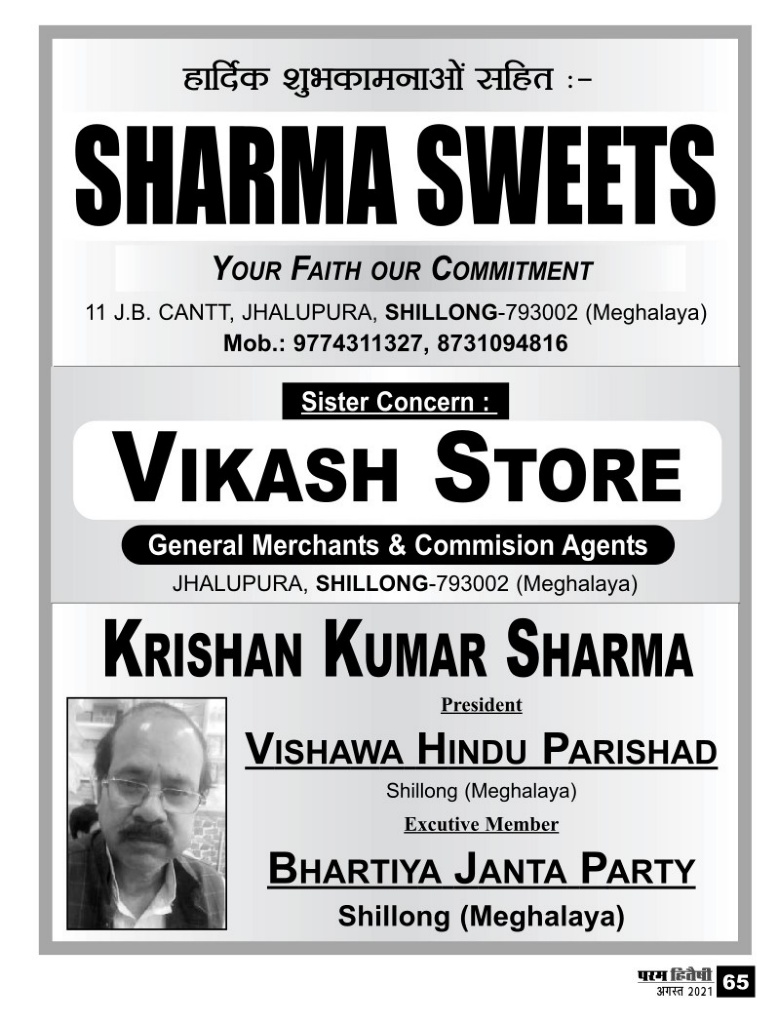 हार्दिक शुभकामनाओं सहित :-
SHARMA SWEETS
YOUR FAITH OUR COMMITMENT
11 J.B. CANTT, JHALUPURA, SHILLONG-793002 (Meghalaya)
Mob.: 9774311327, 8731094816
Sister Concern :
VIKASH STORE
General Merchants & Commision Agents
JHALUPURA, SHILLONG-793002 (Meghalaya)
KRISHAN KUMAR SHARMA
President
VISHAWA HINDU PARISHAD
Shillong (Meghalaya)
Excutive Member
BHARTIYA JANTA PARTY
Shillong (Meghalaya)
परम हितैषी
अगस्त 2021
65